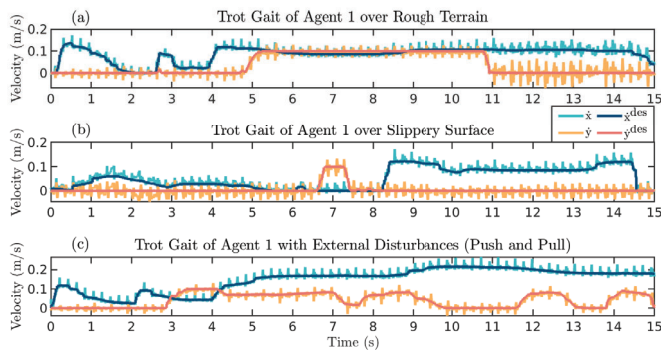 (a) Trot Gait of Agent 1 over Rough Terrain
Velocity (m/s)
0.2
0.1
0
0 1 2 3 4 5 6 7 8 9 10 11 12 13 14 15
ẋ ẋdes
ẏ ẏdes
(b) Trot Gait of Agent 1 over Slippery Surface
Velocity (m/s)
0.2
0.1
0
0 1 2 3 4 5 6 7 8 9 10 11 12 13 14 15
(c) Trot Gait of Agent 1 with External Disturbances (Push and Pull)
Velocity (m/s)
0.2
0.1
0
0 1 2 3 4 5 6 7 8 9 10 11 12 13 14 15
Time (s)